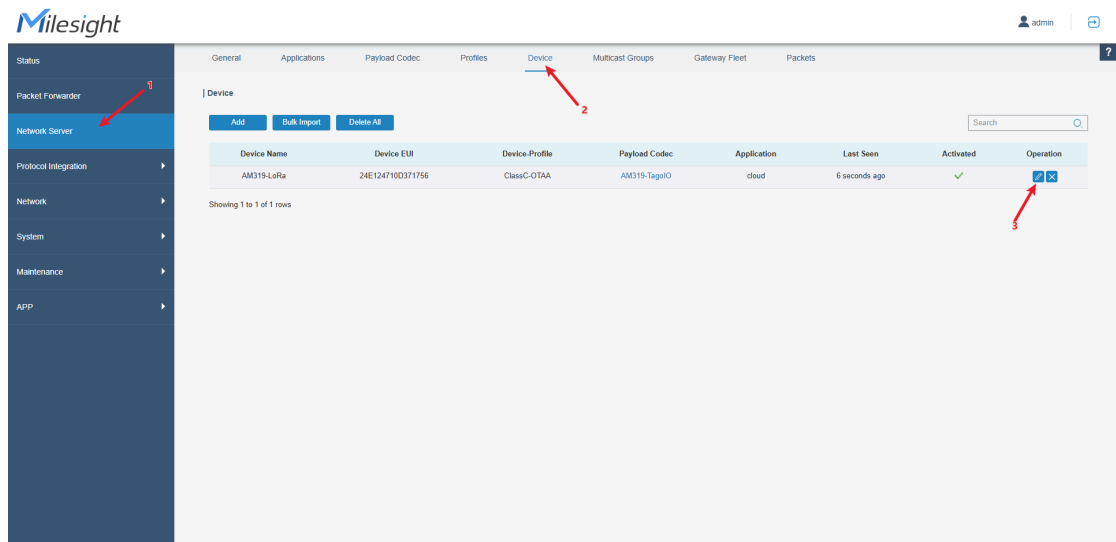 Milesight
admin
?
Status
Packet Forwarder
Network Server
Protocol Integration
Network
System
Maintenance
APP
1
General Applications Payload Codec Profiles Device Multicast Groups Gateway Fleet Packets
Device
2
Add Bulk Import Delete All Search
Device Name Device EUI Device-Profile Payload Codec Application Last Seen Activated Operation
AM319-LoRa 24E124710D371756 ClassC-OTAA AM319-TagoIO cloud 6 seconds ago
Showing 1 to 1 of 1 rows
3